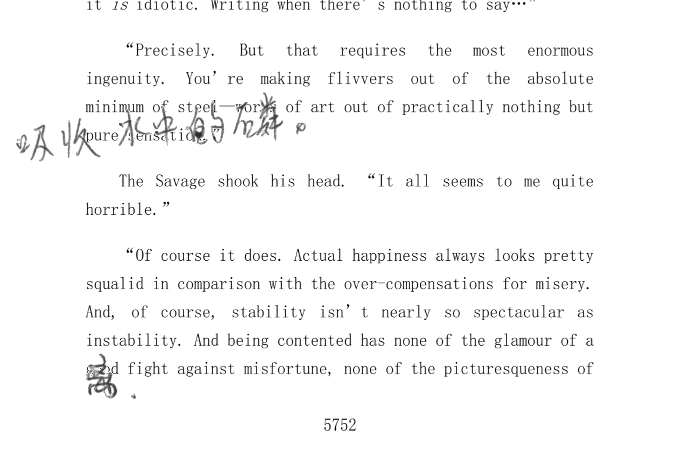 it is idiotic. Writing when there’s nothing to say…”
“Precisely. But that requires the most enormous
ingenuity. You’re making flivvers out of the absolute
minimum of steel—works of art out of practically nothing but
吸收水中的磷。
pure sensation.”
The Savage shook his head. “It all seems to me quite
horrible.”
“Of course it does. Actual happiness always looks pretty
squalid in comparison with the over-compensations for misery.
And, of course, stability isn’t nearly so spectacular as
instability. And being contented has none of the glamour of a
good fight against misfortune, none of the picturesqueness of
离.
5752